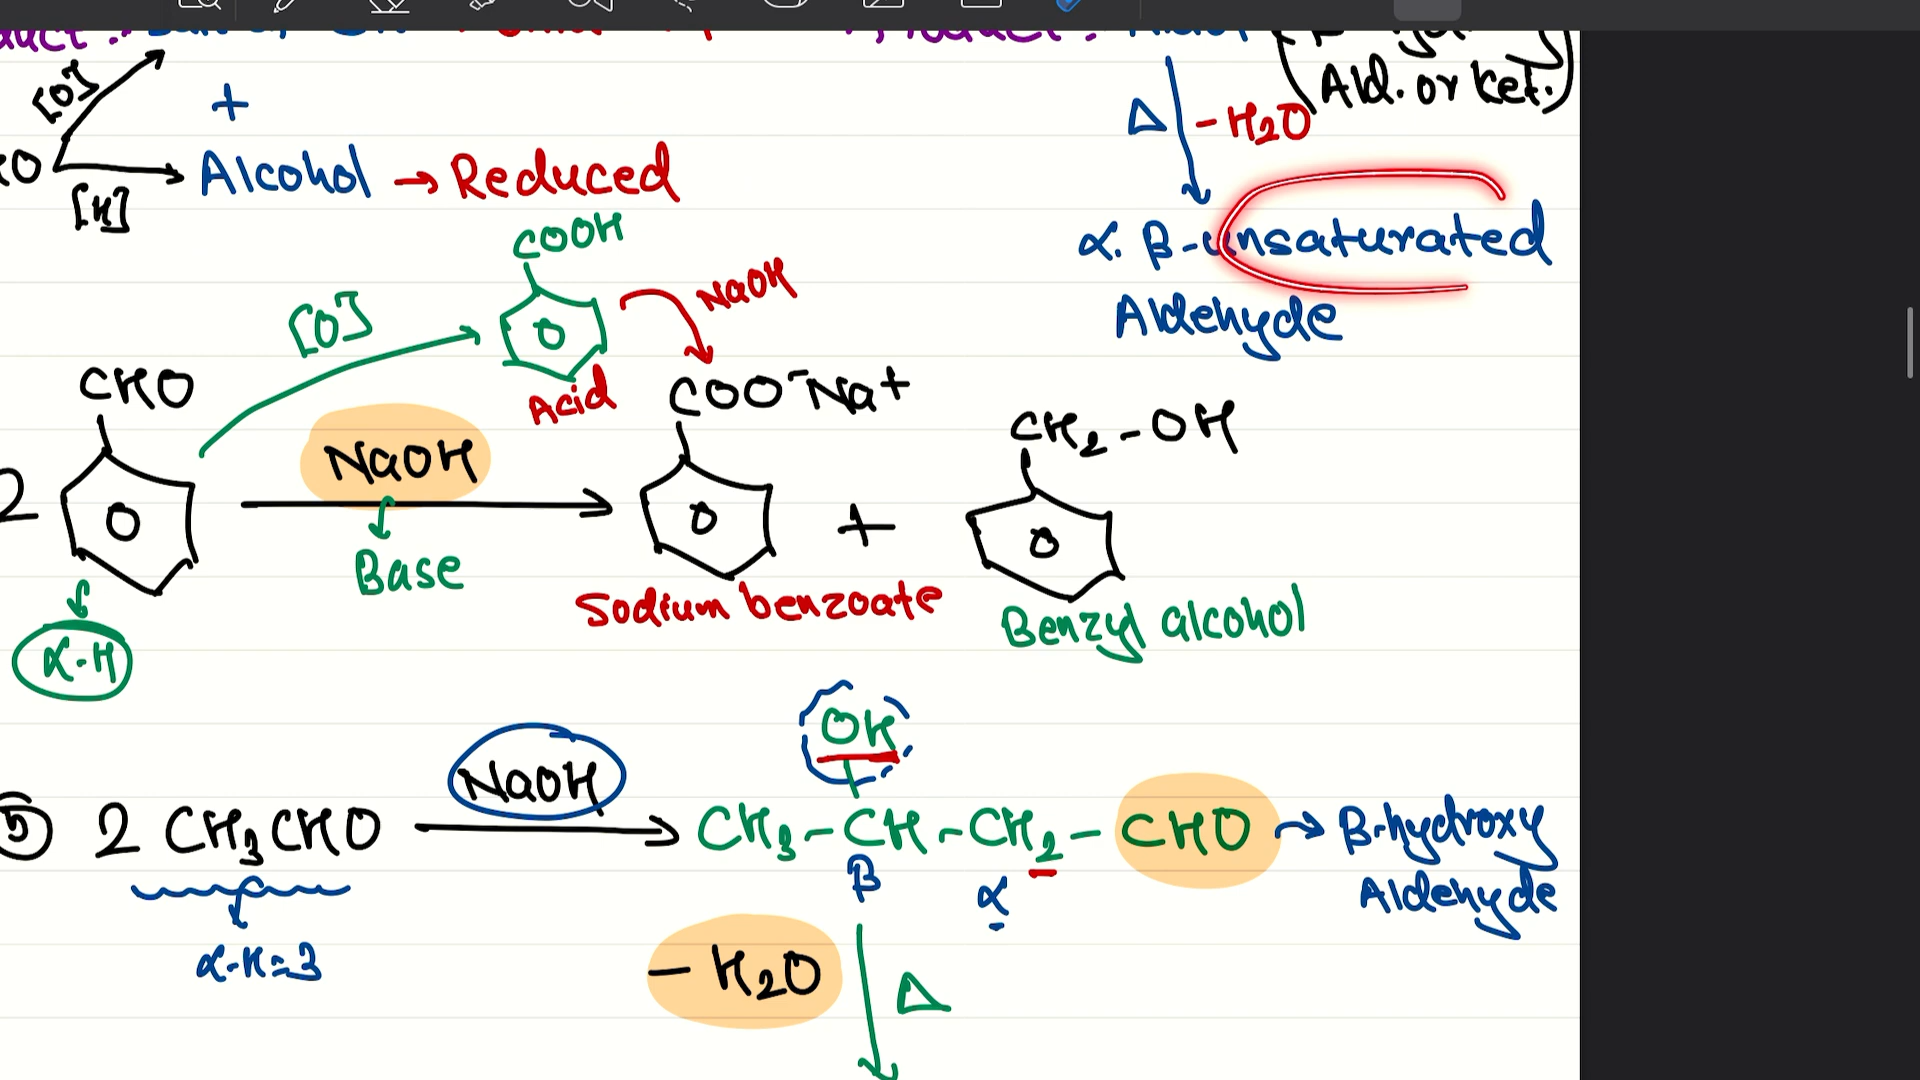 [O]
+
Ald. or Ket.)
Δ - H2O
Alcohol → Reduced
[H]
COOH
α. β-unsaturated
Aldehyde
[O]
NaOH
Acid
CHO
COO-Na+
CH2-OH
NaOH
2
+
Base
Sodium benzoate
Benzyl alcohol
α-H
OH
NaOH
⑤ 2 CH3CHO → CH3-CH-CH2-CHO → β-hydroxy
β α Aldehyde
α-H=3
- H2O Δ